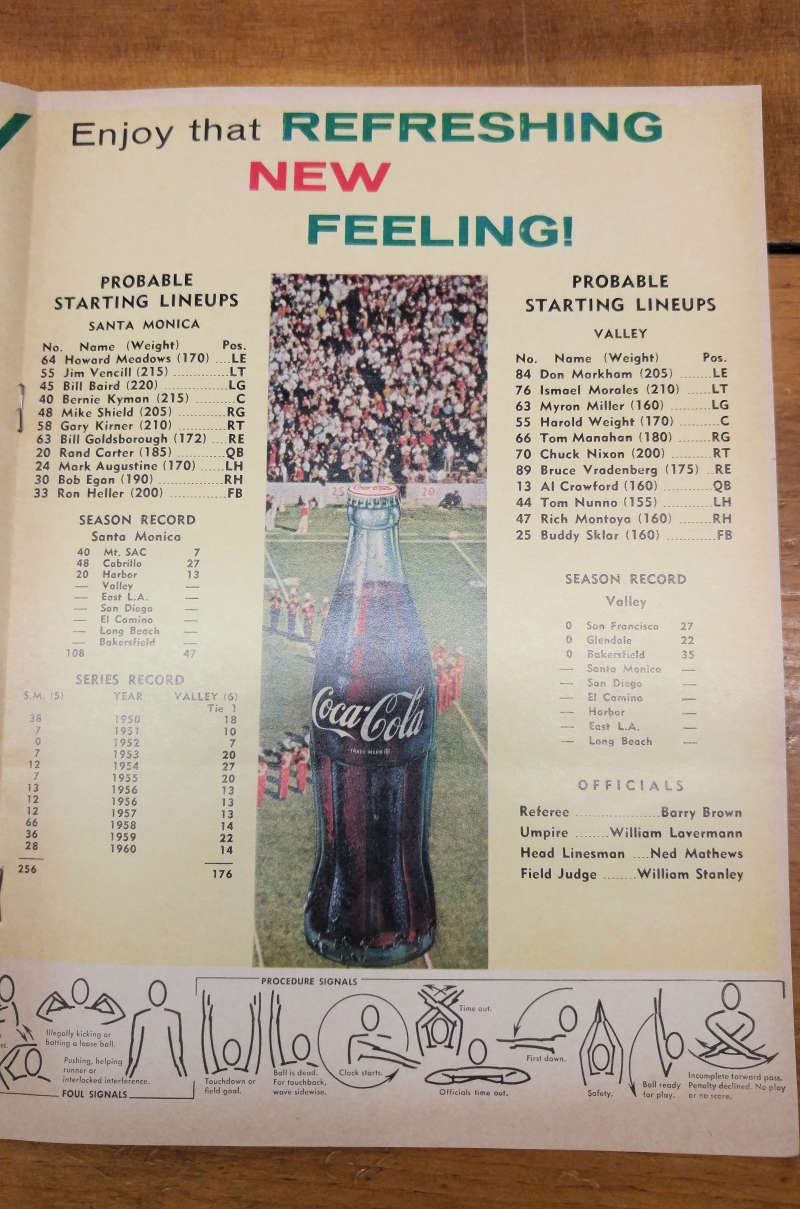 Enjoy that REFRESHING
NEW
FEELING!
PROBABLE
STARTING LINEUPS
SANTA MONICA
No. Name (Weight) Pos.
64 Howard Meadows (170) ....LE
55 Jim Vencill (215) .............LT
45 Bill Baird (220) ................LG
40 Bernie Kyman (215) ..........C
48 Mike Shield (205) ...........RG
58 Gary Kirner (210) ............RT
63 Bill Goldsborough (172) ...RE
20 Rand Carter (185) ...........QB
24 Mark Augustine (170) ......LH
30 Bob Egan (190) ..............RH
33 Ron Heller (200) .............FB
SEASON RECORD
Santa Monica
40 Mt. SAC 7
48 Cabrillo 27
20 Harbor 13
— Valley —
— East L.A. —
— San Diego —
— El Camino —
— Long Beach —
— Bakersfield —
108 47
SERIES RECORD
S.M. (5) YEAR VALLEY (6)
Tie 1
38 1950 18
7 1951 10
0 1952 7
7 1953 20
12 1954 27
7 1955 20
13 1956 13
12 1956 13
12 1957 13
66 1958 14
36 1959 22
28 1960 14
256 176
25 20
Coca-Cola
TRADE MARK ®
PROBABLE
STARTING LINEUPS
VALLEY
No. Name (Weight) Pos.
84 Don Markham (205) .........LE
76 Ismael Morales (210) ......LT
63 Myron Miller (160) ..........LG
55 Harold Weight (170) ..........C
66 Tom Manahan (180) ........RG
70 Chuck Nixon (200) ..........RT
89 Bruce Vradenberg (175) ..RE
13 Al Crawford (160) ...........QB
44 Tom Nunno (155) ............LH
47 Rich Montoya (160) ........RH
25 Buddy Sklar (160) ............FB
SEASON RECORD
Valley
0 San Francisco 27
0 Glendale 22
0 Bakersfield 35
— Santa Monica —
— San Diego —
— El Camino —
— Harbor —
— East L.A. —
— Long Beach —
OFFICIALS
Referee .....................Barry Brown
Umpire ........William Lavermann
Head Linesman ....Ned Mathews
Field Judge ........William Stanley
Illegally kicking or
batting a loose ball.
Pushing, helping
runner or
interlocked interference.
FOUL SIGNALS
PROCEDURE SIGNALS
Touchdown or
field goal.
Ball is dead.
For touchback,
wave sidewise.
Clock starts.
Time out.
Officials time out.
First down.
Safety.
Ball ready
for play.
Incomplete forward pass.
Penalty declined. No play
or no score.